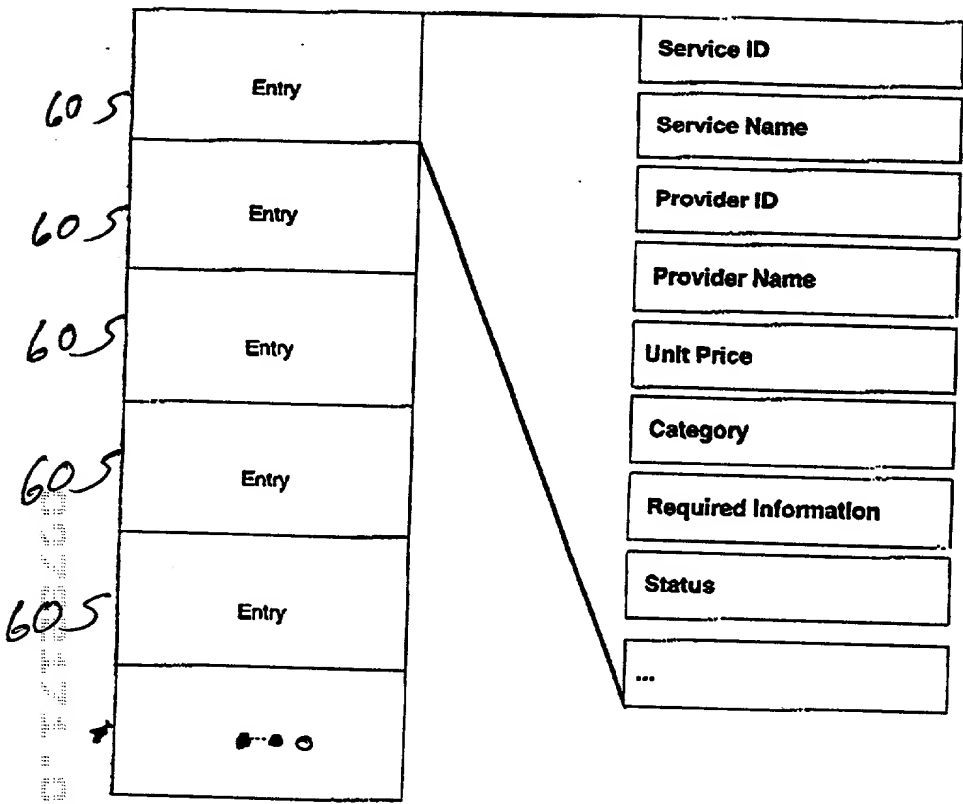 605
Entry
605
Entry
605
Entry
605
Entry
605
Entry
Service ID
Service Name
Provider ID
Provider Name
Unit Price
Category
Required Information
Status
...